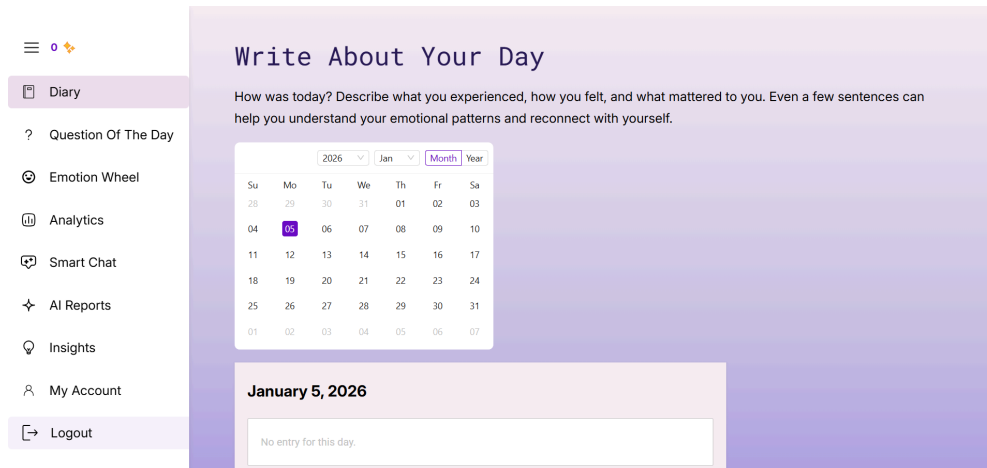 0
Diary
Question Of The Day
Emotion Wheel
Analytics
Smart Chat
AI Reports
Insights
My Account
Logout
Write About Your Day
How was today? Describe what you experienced, how you felt, and what mattered to you. Even a few sentences can
help you understand your emotional patterns and reconnect with yourself.
2026 Jan Month Year
Su Mo Tu We Th Fr Sa
28 29 30 31 01 02 03
04 05 06 07 08 09 10
11 12 13 14 15 16 17
18 19 20 21 22 23 24
25 26 27 28 29 30 31
01 02 03 04 05 06 07
January 5, 2026
No entry for this day.